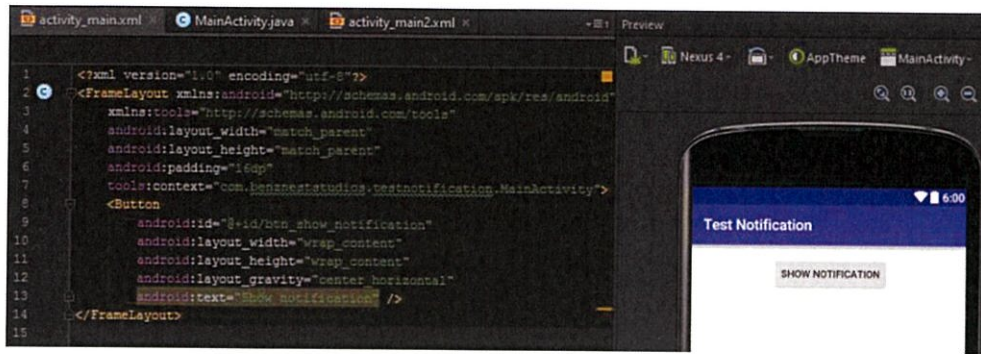 activity_main.xml × MainActivity.java × activity_main2.xml × 1 Preview
Nexus 4 AppTheme MainActivity
1 <?xml version="1.0" encoding="utf-8"?>
2 <FrameLayout xmlns:android="http://schemas.android.com/apk/res/android"
3 xmlns:tools="http://schemas.android.com/tools"
4 android:layout_width="match_parent"
5 android:layout_height="match_parent"
6 android:padding="16dp"
7 tools:context="com.benzneststudios.testnotification.MainActivity">
8 <Button
9 android:id="@+id/btn_show_notification"
10 android:layout_width="wrap_content"
11 android:layout_height="wrap_content"
12 android:layout_gravity="center_horizontal"
13 android:text="Show notification" />
14 </FrameLayout>
15
6:00
Test Notification
SHOW NOTIFICATION